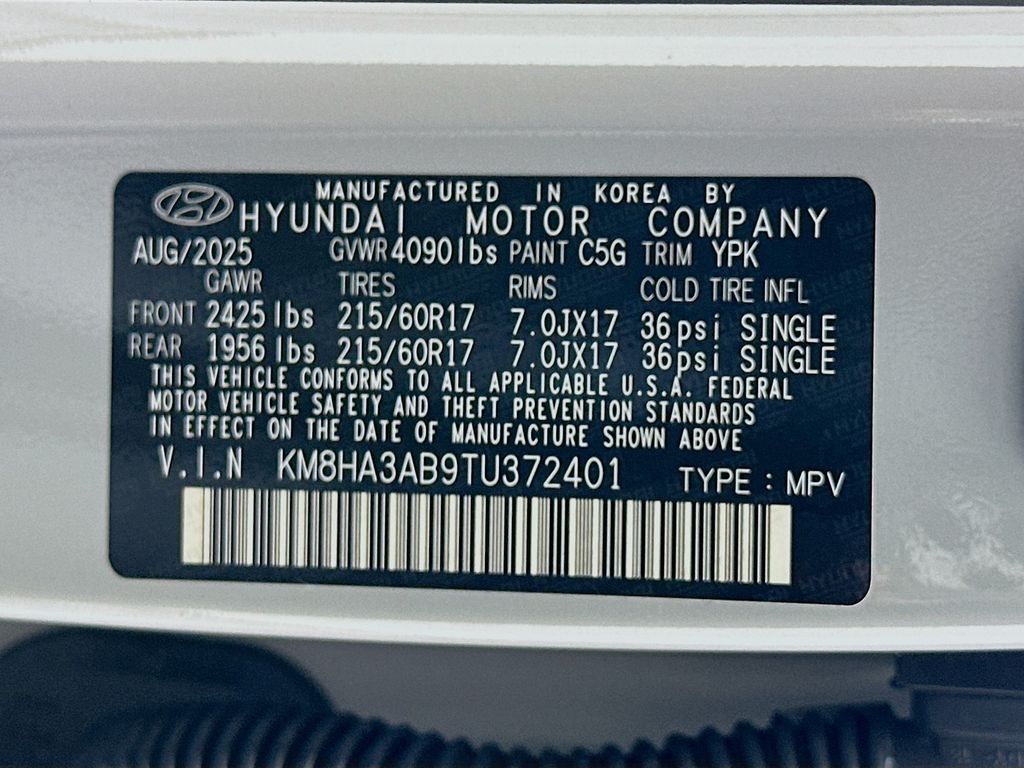 MANUFACTURED IN KOREA BY
HYUNDAI MOTOR COMPANY
AUG/2025 GVWR 4090 lbs PAINT C5G TRIM YPK
GAWR TIRES RIMS COLD TIRE INFL
FRONT 2425 lbs 215/60R17 7.0JX17 36psi SINGLE
REAR 1956 lbs 215/60R17 7.0JX17 36psi SINGLE
THIS VEHICLE CONFORMS TO ALL APPLICABLE U.S.A. FEDERAL
MOTOR VEHICLE SAFETY AND THEFT PREVENTION STANDARDS
IN EFFECT ON THE DATE OF MANUFACTURE SHOWN ABOVE
V.I.N KM8HA3AB9TU372401 TYPE : MPV